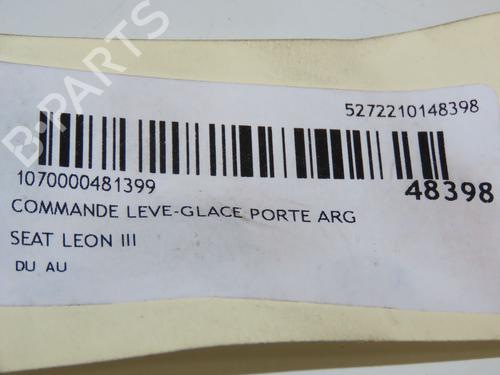 5272210148398
1070000481399
48398
COMMANDE LEVE-GLACE PORTE ARG
SEAT LEON III
DU AU
B-PARTS